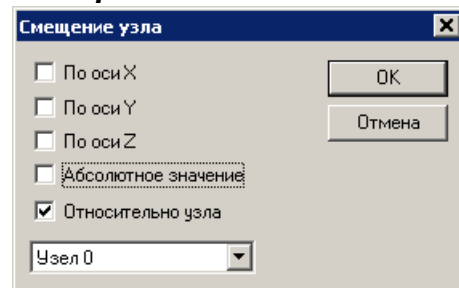 Смещение узла
По оси X
По оси Y
По оси Z
Абсолютное значение
Относительно узла
Узел 0
OK
Отмена